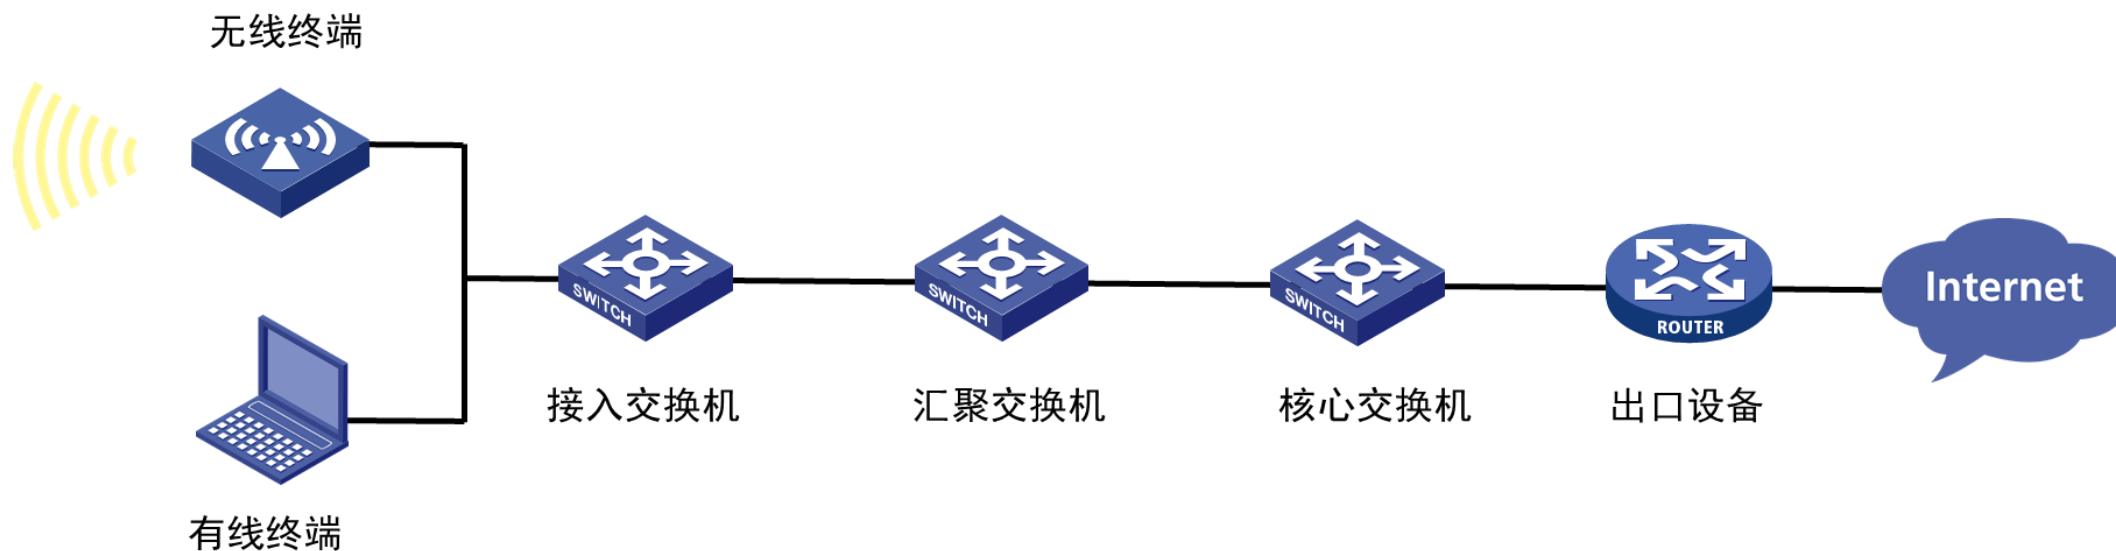 无线终端
SWITCH
SWITCH
SWITCH
ROUTER
Internet
接入交换机
汇聚交换机
核心交换机
出口设备
有线终端